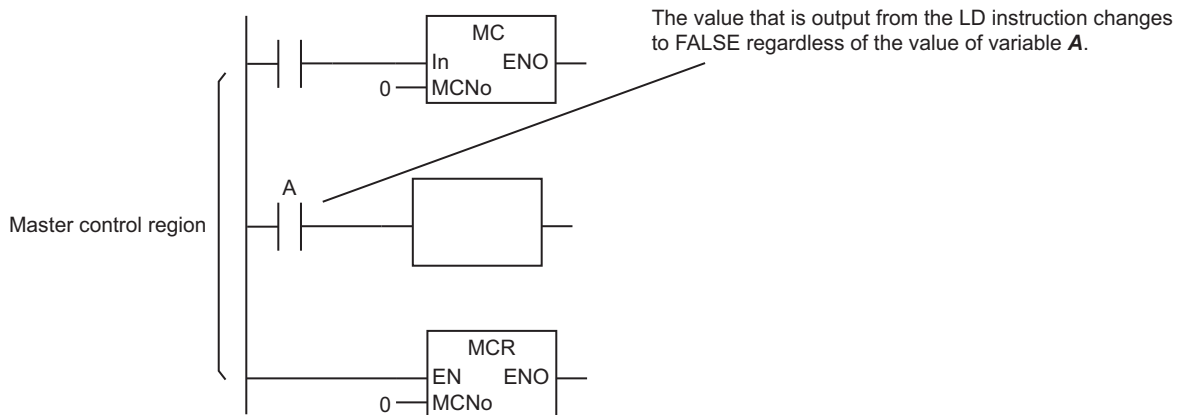 The value that is output from the LD instruction changes
to FALSE regardless of the value of variable A.
MC
In ENO
0 MCNo
A
Master control region
MCR
EN ENO
0 MCNo